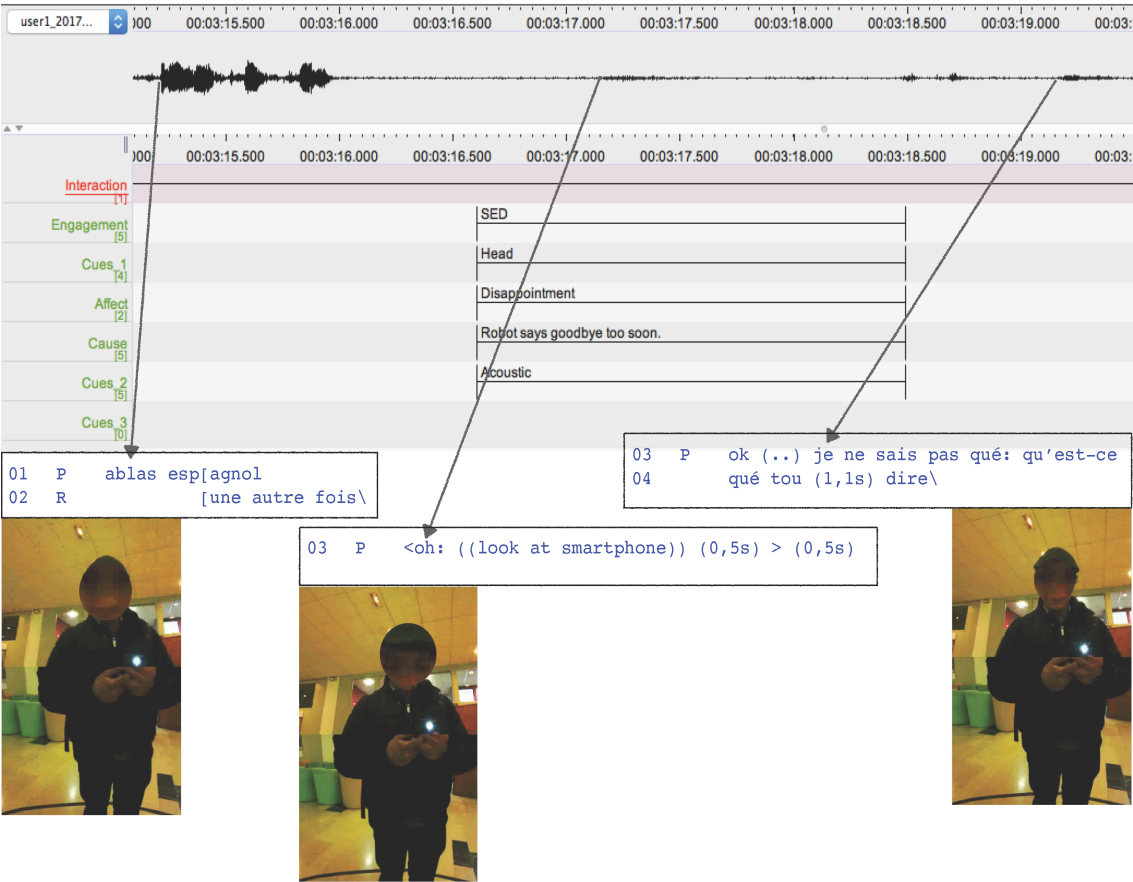 user1_2017...
000 00:03:15.500 00:03:16.000 00:03:16.500 00:03:17.000 00:03:17.500 00:03:18.000 00:03:18.500 00:03:19.000 00:03:
000 00:03:15.500 00:03:16.000 00:03:16.500 00:03:17.000 00:03:17.500 00:03:18.000 00:03:18.500 00:03:19.000 00:03:
Interaction
[1]
Engagement
[5]
SED
Cues_1
[4]
Head
Affect
[2]
Disappointment
Cause
[5]
Robot says goodbye too soon.
Cues_2
[5]
Acoustic
Cues_3
[0]
01 P ablas esp[agnol
02 R [une autre fois\
03 P <oh: ((look at smartphone)) (0,5s) > (0,5s)
03 P ok (..) je ne sais pas qué: qu'est-ce
04 qué tou (1,1s) dire\